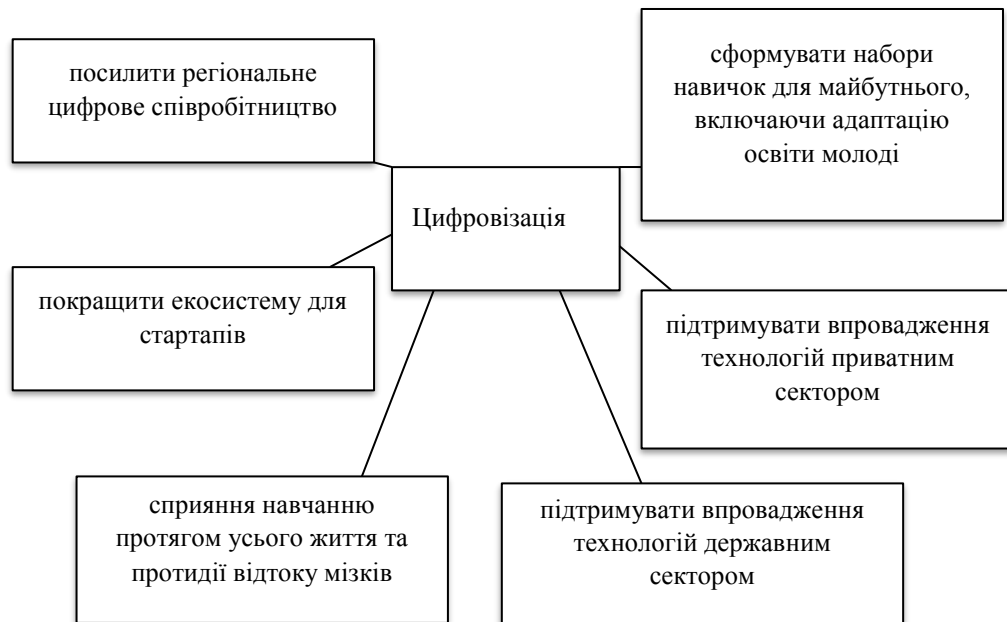 посилити регіональне
цифрове співробітництво
сформувати набори
навичок для майбутнього,
включаючи адаптацію
освіти молоді
Цифровізація
покращити екосистему для
стартапів
підтримувати впровадження
технологій приватним
сектором
сприяння навчанню
протягом усього життя та
протидії відтоку мізків
підтримувати впровадження
технологій державним
сектором